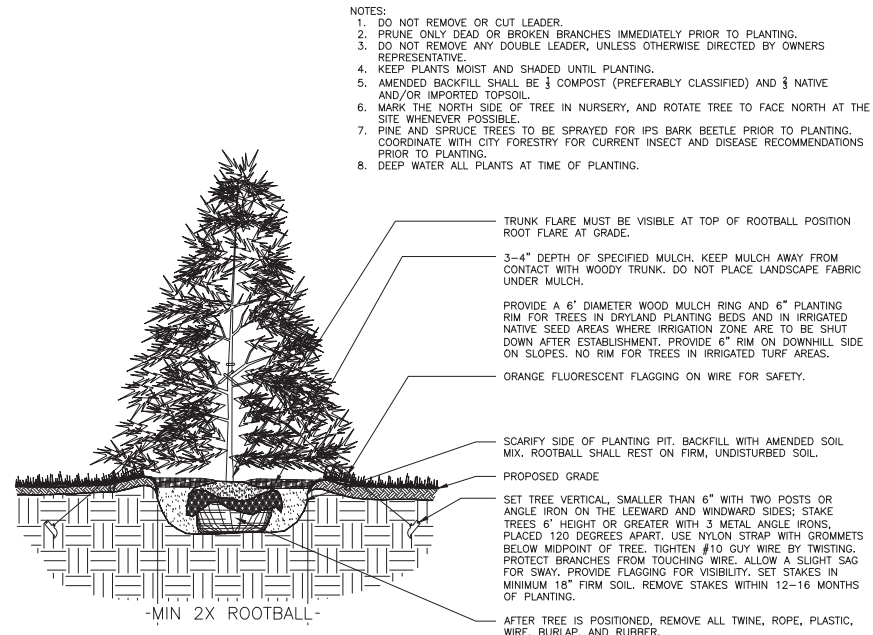 NOTES:
1. DO NOT REMOVE OR CUT LEADER.
2. PRUNE ONLY DEAD OR BROKEN BRANCHES IMMEDIATELY PRIOR TO PLANTING.
3. DO NOT REMOVE ANY DOUBLE LEADER, UNLESS OTHERWISE DIRECTED BY OWNERS
REPRESENTATIVE.
4. KEEP PLANTS MOIST AND SHADED UNTIL PLANTING.
5. AMENDED BACKFILL SHALL BE ⅓ COMPOST (PREFERABLY CLASSIFIED) AND ⅔ NATIVE
AND/OR IMPORTED TOPSOIL.
6. MARK THE NORTH SIDE OF TREE IN NURSERY, AND ROTATE TREE TO FACE NORTH AT THE
SITE WHENEVER POSSIBLE.
7. PINE AND SPRUCE TREES TO BE SPRAYED FOR IPS BARK BEETLE PRIOR TO PLANTING.
COORDINATE WITH CITY FORESTRY FOR CURRENT INSECT AND DISEASE RECOMMENDATIONS
PRIOR TO PLANTING.
8. DEEP WATER ALL PLANTS AT TIME OF PLANTING.
TRUNK FLARE MUST BE VISIBLE AT TOP OF ROOTBALL POSITION
ROOT FLARE AT GRADE.
3-4" DEPTH OF SPECIFIED MULCH. KEEP MULCH AWAY FROM
CONTACT WITH WOODY TRUNK. DO NOT PLACE LANDSCAPE FABRIC
UNDER MULCH.
PROVIDE A 6' DIAMETER WOOD MULCH RING AND 6" PLANTING
RIM FOR TREES IN DRYLAND PLANTING BEDS AND IN IRRIGATED
NATIVE SEED AREAS WHERE IRRIGATION ZONE ARE TO BE SHUT
DOWN AFTER ESTABLISHMENT. PROVIDE 6" RIM ON DOWNHILL SIDE
ON SLOPES. NO RIM FOR TREES IN IRRIGATED TURF AREAS.
ORANGE FLUORESCENT FLAGGING ON WIRE FOR SAFETY.
SCARIFY SIDE OF PLANTING PIT. BACKFILL WITH AMENDED SOIL
MIX. ROOTBALL SHALL REST ON FIRM, UNDISTURBED SOIL.
PROPOSED GRADE
SET TREE VERTICAL, SMALLER THAN 6" WITH TWO POSTS OR
ANGLE IRON ON THE LEEWARD AND WINDWARD SIDES; STAKE
TREES 6' HEIGHT OR GREATER WITH 3 METAL ANGLE IRONS,
PLACED 120 DEGREES APART. USE NYLON STRAP WITH GROMMETS
BELOW MIDPOINT OF TREE. TIGHTEN #10 GUY WIRE BY TWISTING.
PROTECT BRANCHES FROM TOUCHING WIRE. ALLOW A SLIGHT SAG
FOR SWAY. PROVIDE FLAGGING FOR VISIBILITY. SET STAKES IN
MINIMUM 18" FIRM SOIL. REMOVE STAKES WITHIN 12-16 MONTHS
OF PLANTING.
-MIN 2X ROOTBALL-
AFTER TREE IS POSITIONED, REMOVE ALL TWINE, ROPE, PLASTIC,
WIRE, BURLAP, AND RUBBER.